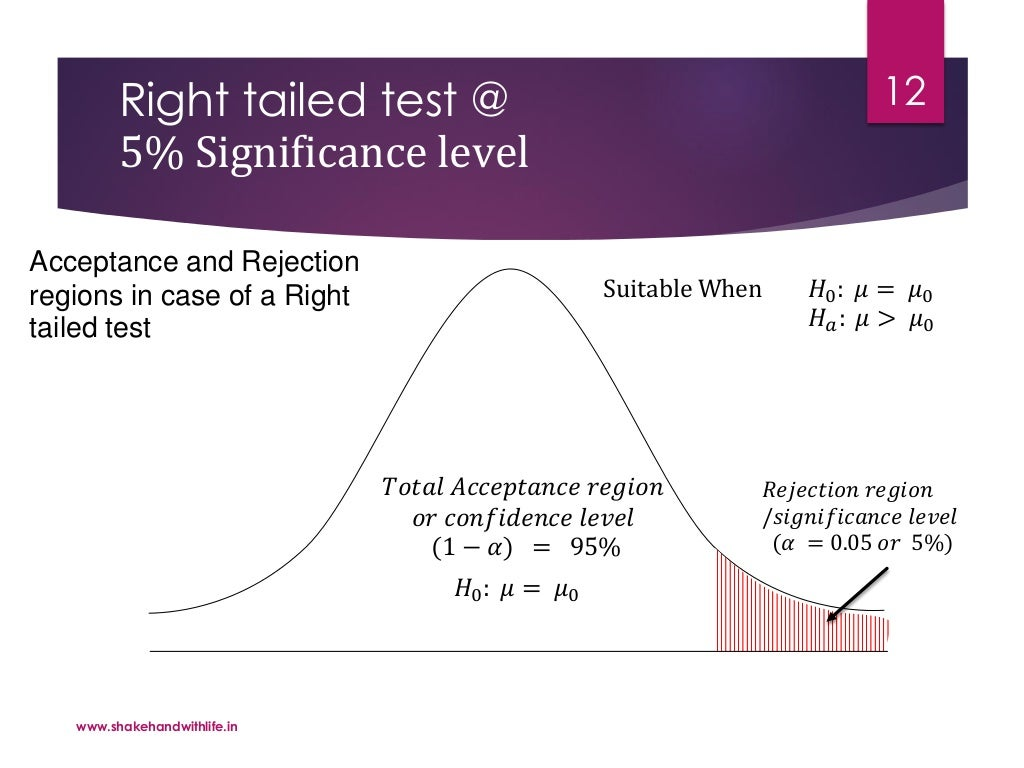 12
Right tailed test @
5% Significance level
Acceptance and Rejection
regions in case of a Right
tailed test
Suitable When
H₀: μ = μ₀
Hₐ: μ > μ₀
Total Acceptance region
or confidence level
(1 − α) = 95%
H₀: μ = μ₀
Rejection region
/significance level
(α = 0.05 or 5%)
www.shakehandwithlife.in